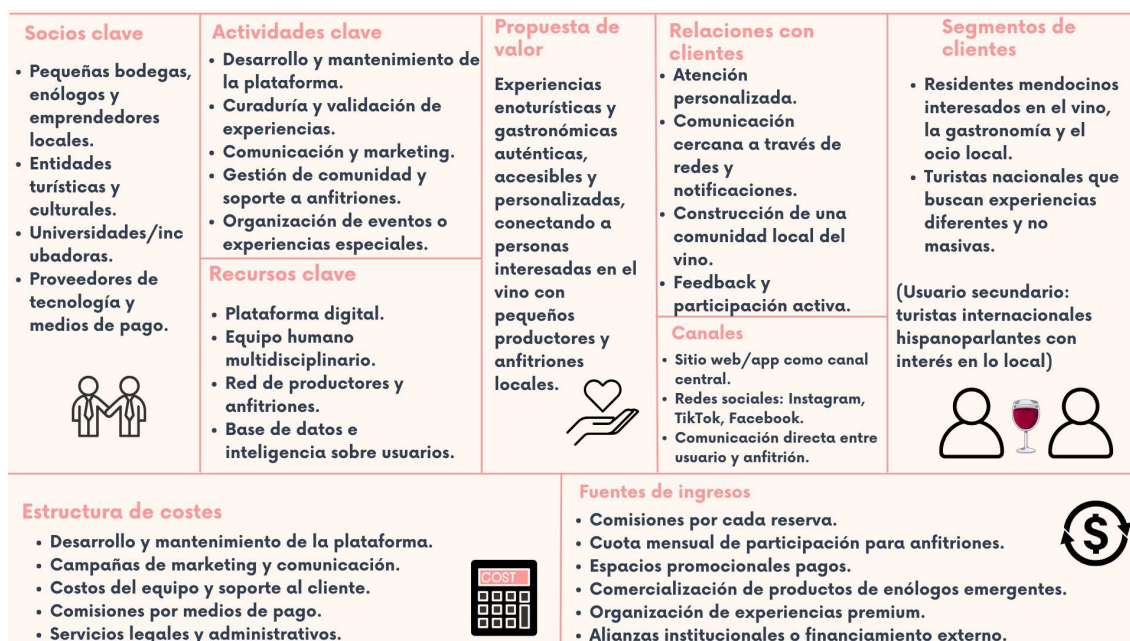 Socios clave
• Pequeñas bodegas,
enólogos y
emprendedores
locales.
• Entidades
turísticas y
culturales.
• Universidades/inc
ubadoras.
• Proveedores de
tecnología y
medios de pago.
Actividades clave
• Desarrollo y mantenimiento de
la plataforma.
• Curaduría y validación de
experiencias.
• Comunicación y marketing.
• Gestión de comunidad y
soporte a anfitriones.
• Organización de eventos o
experiencias especiales.
Recursos clave
• Plataforma digital.
• Equipo humano
multidisciplinario.
• Red de productores y
anfitriones.
• Base de datos e
inteligencia sobre usuarios.
Propuesta de
valor
Experiencias
enoturísticas y
gastronómicas
auténticas,
accesibles y
personalizadas,
conectando a
personas
interesadas en el
vino con
pequeños
productores y
anfitriones
locales.
Relaciones con
clientes
• Atención
personalizada.
• Comunicación
cercana a través de
redes y
notificaciones.
• Construcción de una
comunidad local del
vino.
• Feedback y
participación activa.
Canales
• Sitio web/app como canal
central.
• Redes sociales: Instagram,
TikTok, Facebook.
• Comunicación directa entre
usuario y anfitrión.
Segmentos de
clientes
• Residentes mendocinos
interesados en el vino,
la gastronomía y el
ocio local.
• Turistas nacionales que
buscan experiencias
diferentes y no
masivas.
(Usuario secundario:
turistas internacionales
hispanoparlantes con
interés en lo local)
Estructura de costes
• Desarrollo y mantenimiento de la plataforma.
• Campañas de marketing y comunicación.
• Costos del equipo y soporte al cliente.
• Comisiones por medios de pago.
• Servicios legales y administrativos.
COST
Fuentes de ingresos
• Comisiones por cada reserva.
• Cuota mensual de participación para anfitriones.
• Espacios promocionales pagos.
• Comercialización de productos de enólogos emergentes.
• Organización de experiencias premium.
• Alianzas institucionales o financiamiento externo.
$